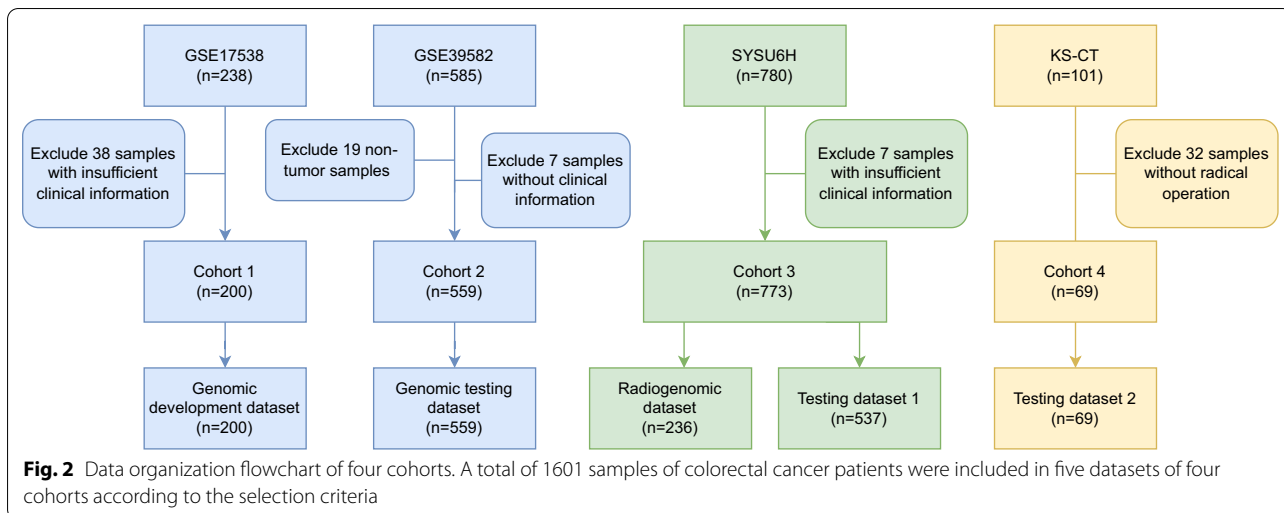 GSE17538
(n=238)
GSE39582
(n=585)
SYSU6H
(n=780)
KS-CT
(n=101)
Exclude 38 samples
with insufficient
clinical information
Exclude 19 non-
tumor samples
Exclude 7 samples
without clinical
information
Exclude 7 samples
with insufficient
clinical information
Exclude 32 samples
without radical
operation
Cohort 1
(n=200)
Cohort 2
(n=559)
Cohort 3
(n=773)
Cohort 4
(n=69)
Genomic
development dataset
(n=200)
Genomic testing
dataset
(n=559)
Radiogenomic
dataset
(n=236)
Testing dataset 1
(n=537)
Testing dataset 2
(n=69)
Fig. 2 Data organization flowchart of four cohorts. A total of 1601 samples of colorectal cancer patients were included in five datasets of four
cohorts according to the selection criteria